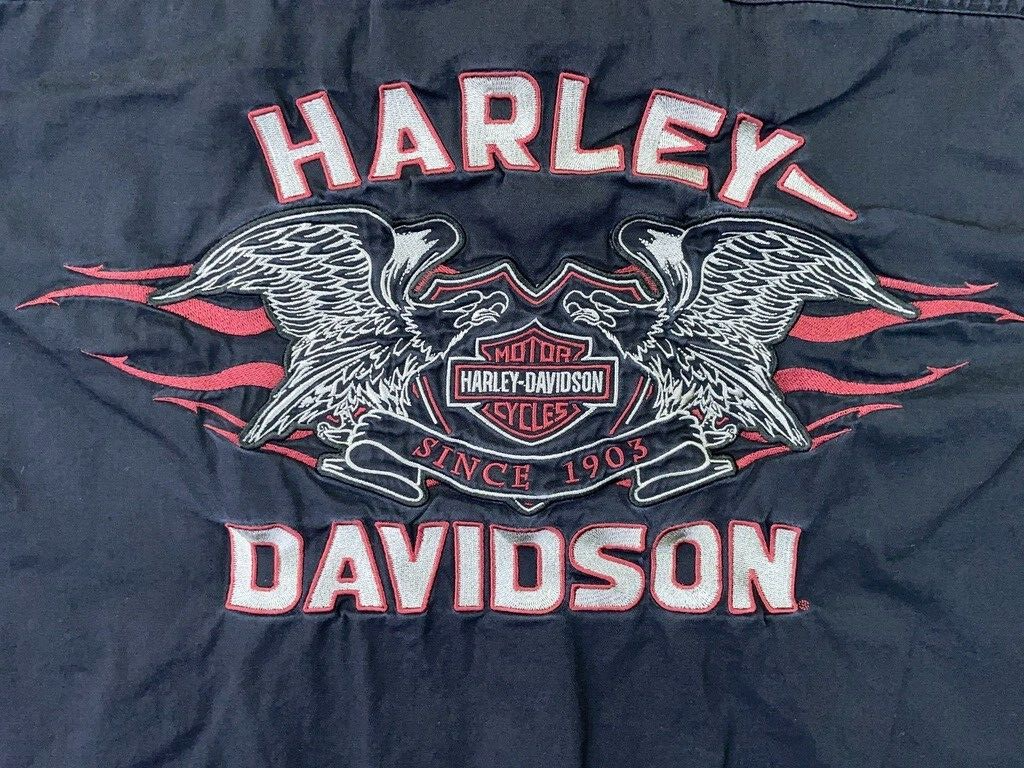 HARLEY-
MOTOR
HARLEY-DAVIDSON
CYCLES
SINCE 1903
DAVIDSON